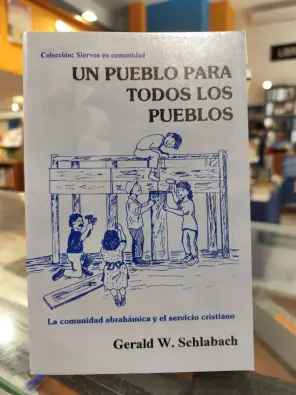 Colección: Siervos en comunidad
UN PUEBLO PARA
TODOS LOS
PUEBLOS
La comunidad abrahámica y el servicio cristiano
Gerald W. Schlabach